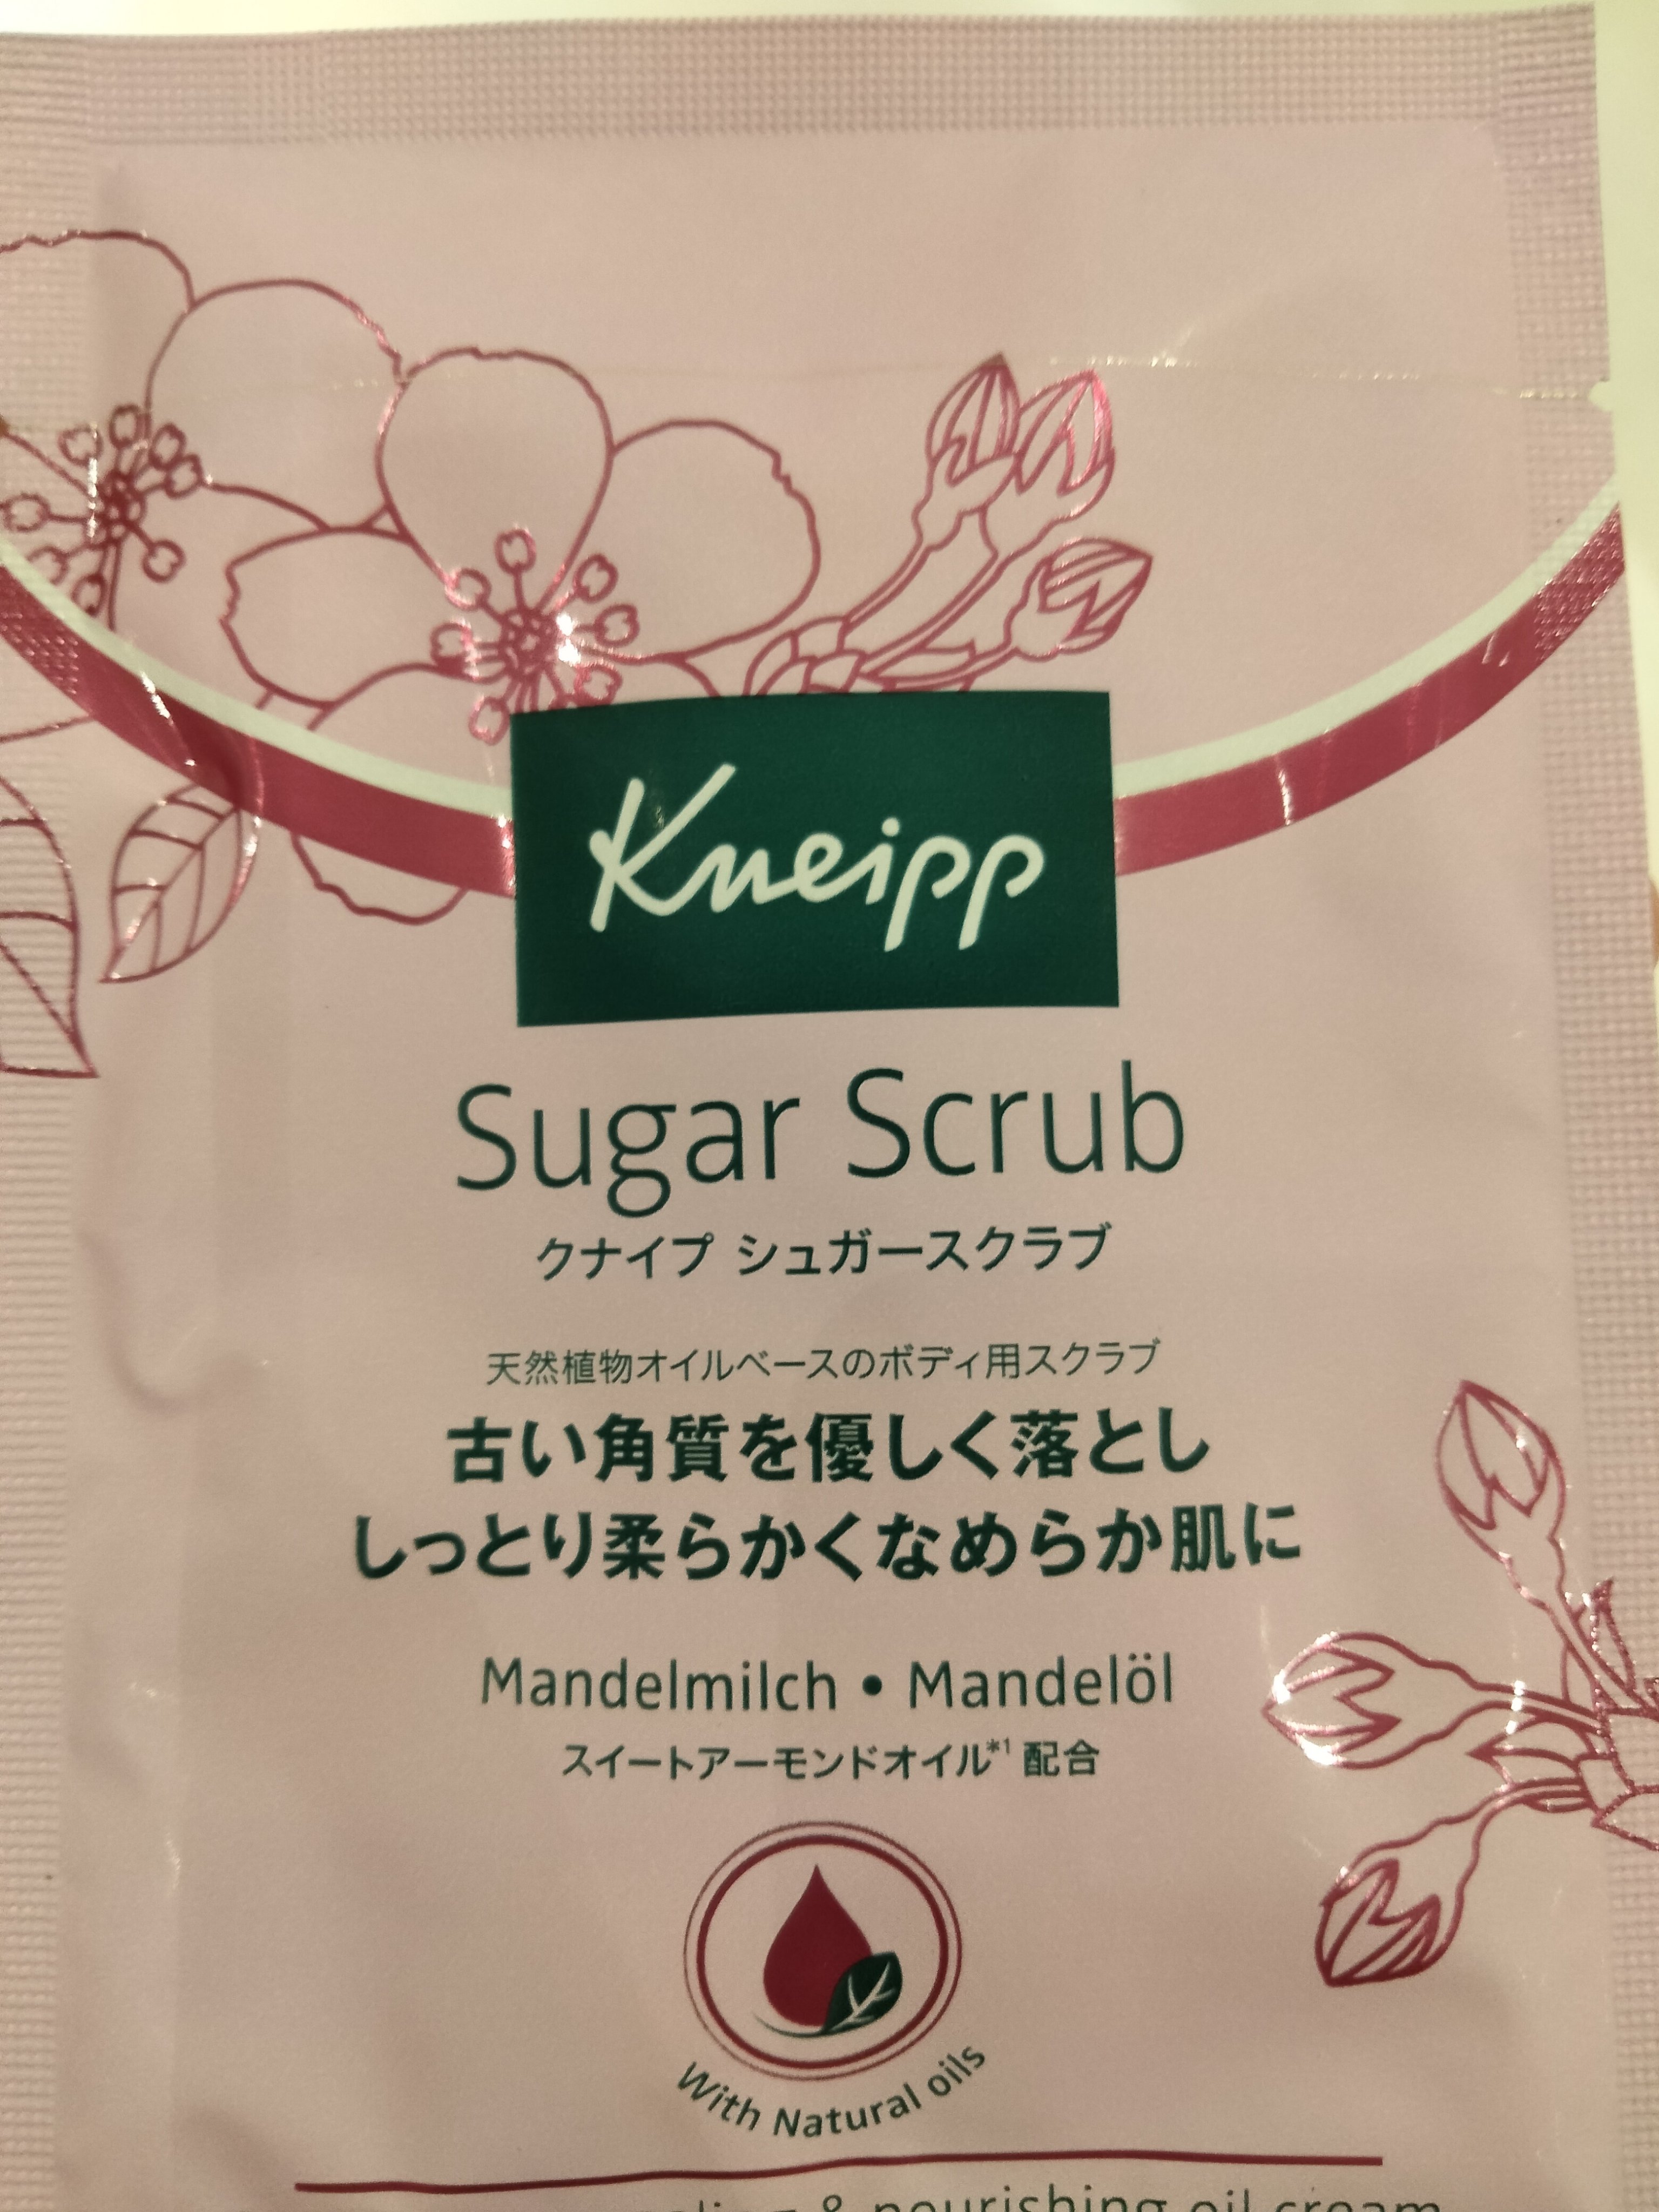 Kneipp
Sugar Scrub
クナイプ シュガースクラブ
天然植物オイルベースのボディ用スクラブ
古い角質を優しく落とし
しっとり柔らかくなめらか肌に
Mandelmilch • Mandelöl
スイートアーモンドオイル*1 配合
With Natural oils
& nourishing oil cream